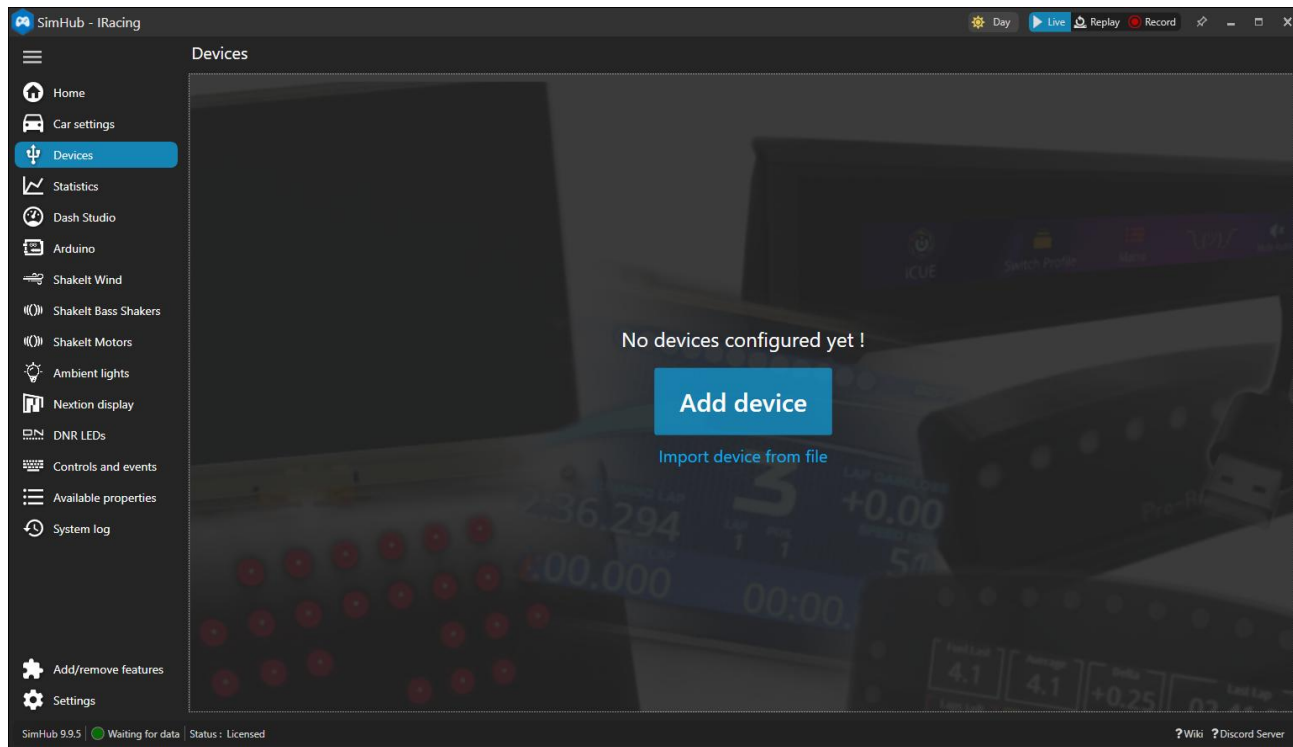 SimHub - IRacing
Day
Live
Replay
Record
Devices
Home
Car settings
Devices
Statistics
Dash Studio
Arduino
ShakeIt Wind
ShakeIt Bass Shakers
ShakeIt Motors
Ambient lights
Nextion display
DNR LEDs
Controls and events
Available properties
System log
Add/remove features
Settings
iCUE
Switch Profile
No devices configured yet !
Add device
Import device from file
3
+0.00
2:36.294
1 1
50
:00.000
00:00.
4.1
4.1
+0.25
SimHub 9.9.5
Waiting for data
Status : Licensed
?Wiki
?Discord Server